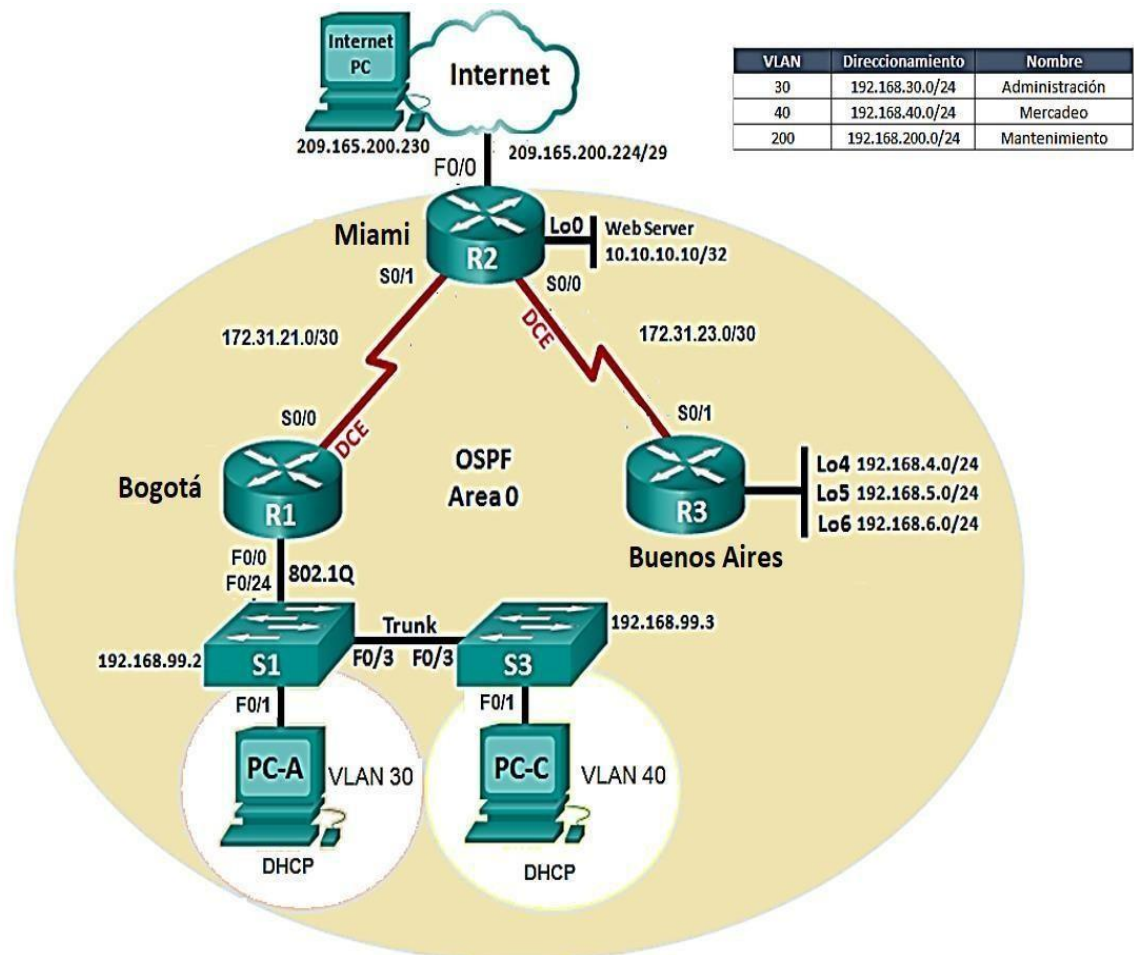 Internet
PC
Internet
209.165.200.230
209.165.200.224/29
F0/0
VLAN Direccionamiento Nombre
30 192.168.30.0/24 Administración
40 192.168.40.0/24 Mercadeo
200 192.168.200.0/24 Mantenimiento
Miami
R2
Lo0
Web Server
10.10.10.10/32
S0/1
S0/0
DCE
172.31.21.0/30
172.31.23.0/30
S0/0
DCE
S0/1
Bogotá
R1
OSPF
Area 0
R3
Lo4 192.168.4.0/24
Lo5 192.168.5.0/24
Lo6 192.168.6.0/24
Buenos Aires
F0/0
F0/24
802.1Q
192.168.99.2
S1
Trunk
F0/3 F0/3
S3
192.168.99.3
F0/1
F0/1
PC-A
VLAN 30
DHCP
PC-C
VLAN 40
DHCP